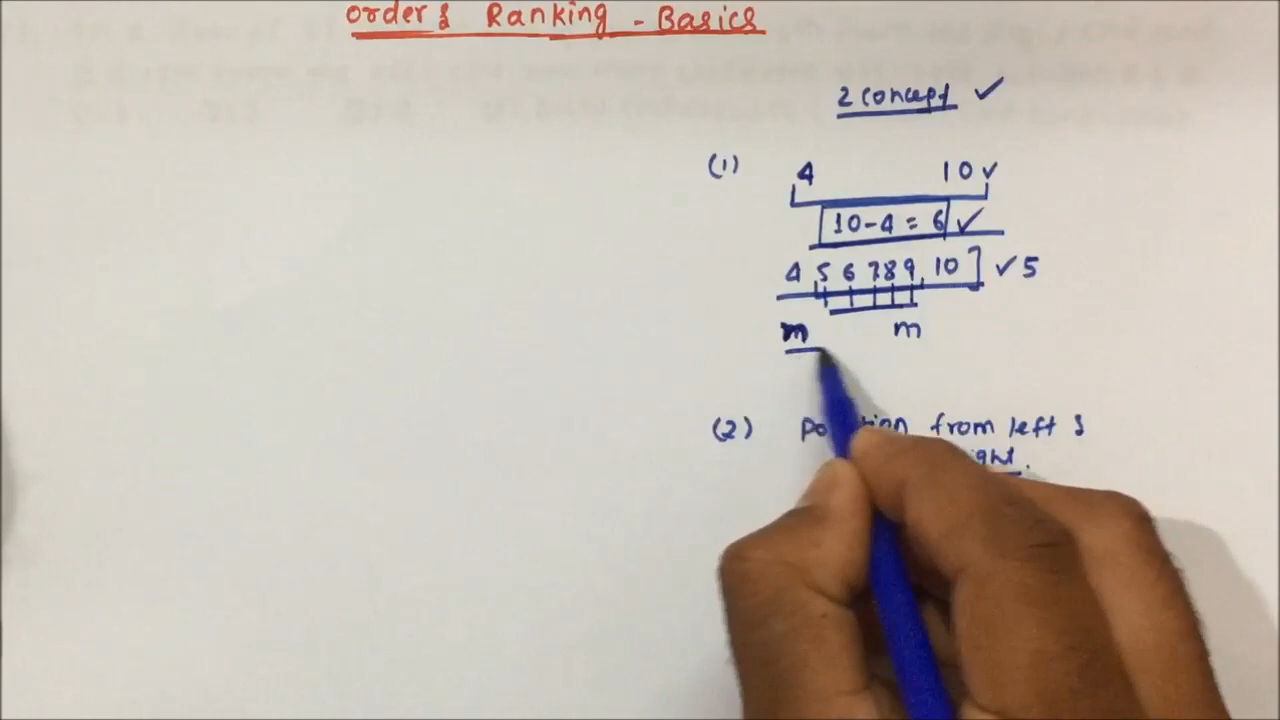 Order & Ranking - Basics
2 concept ✓
(1) 4 10 ✓
10-4 = 6 ✓
4 5 6 7 8 9 10 ] ✓ 5
m m
(2) from left &